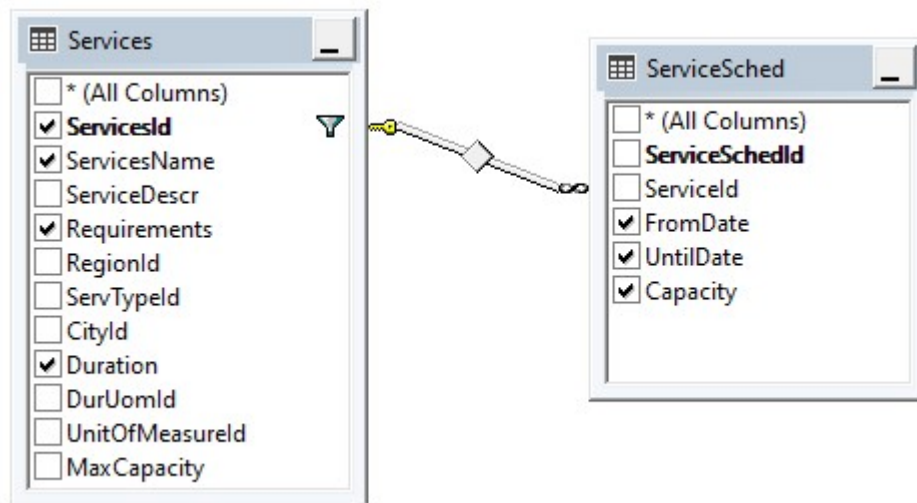 Services
* (All Columns)
ServicesId
ServicesName
ServiceDescr
Requirements
RegionId
ServTypeId
CityId
Duration
DurUomId
UnitOfMeasureId
MaxCapacity
ServiceSched
* (All Columns)
ServiceSchedId
ServiceId
FromDate
UntilDate
Capacity